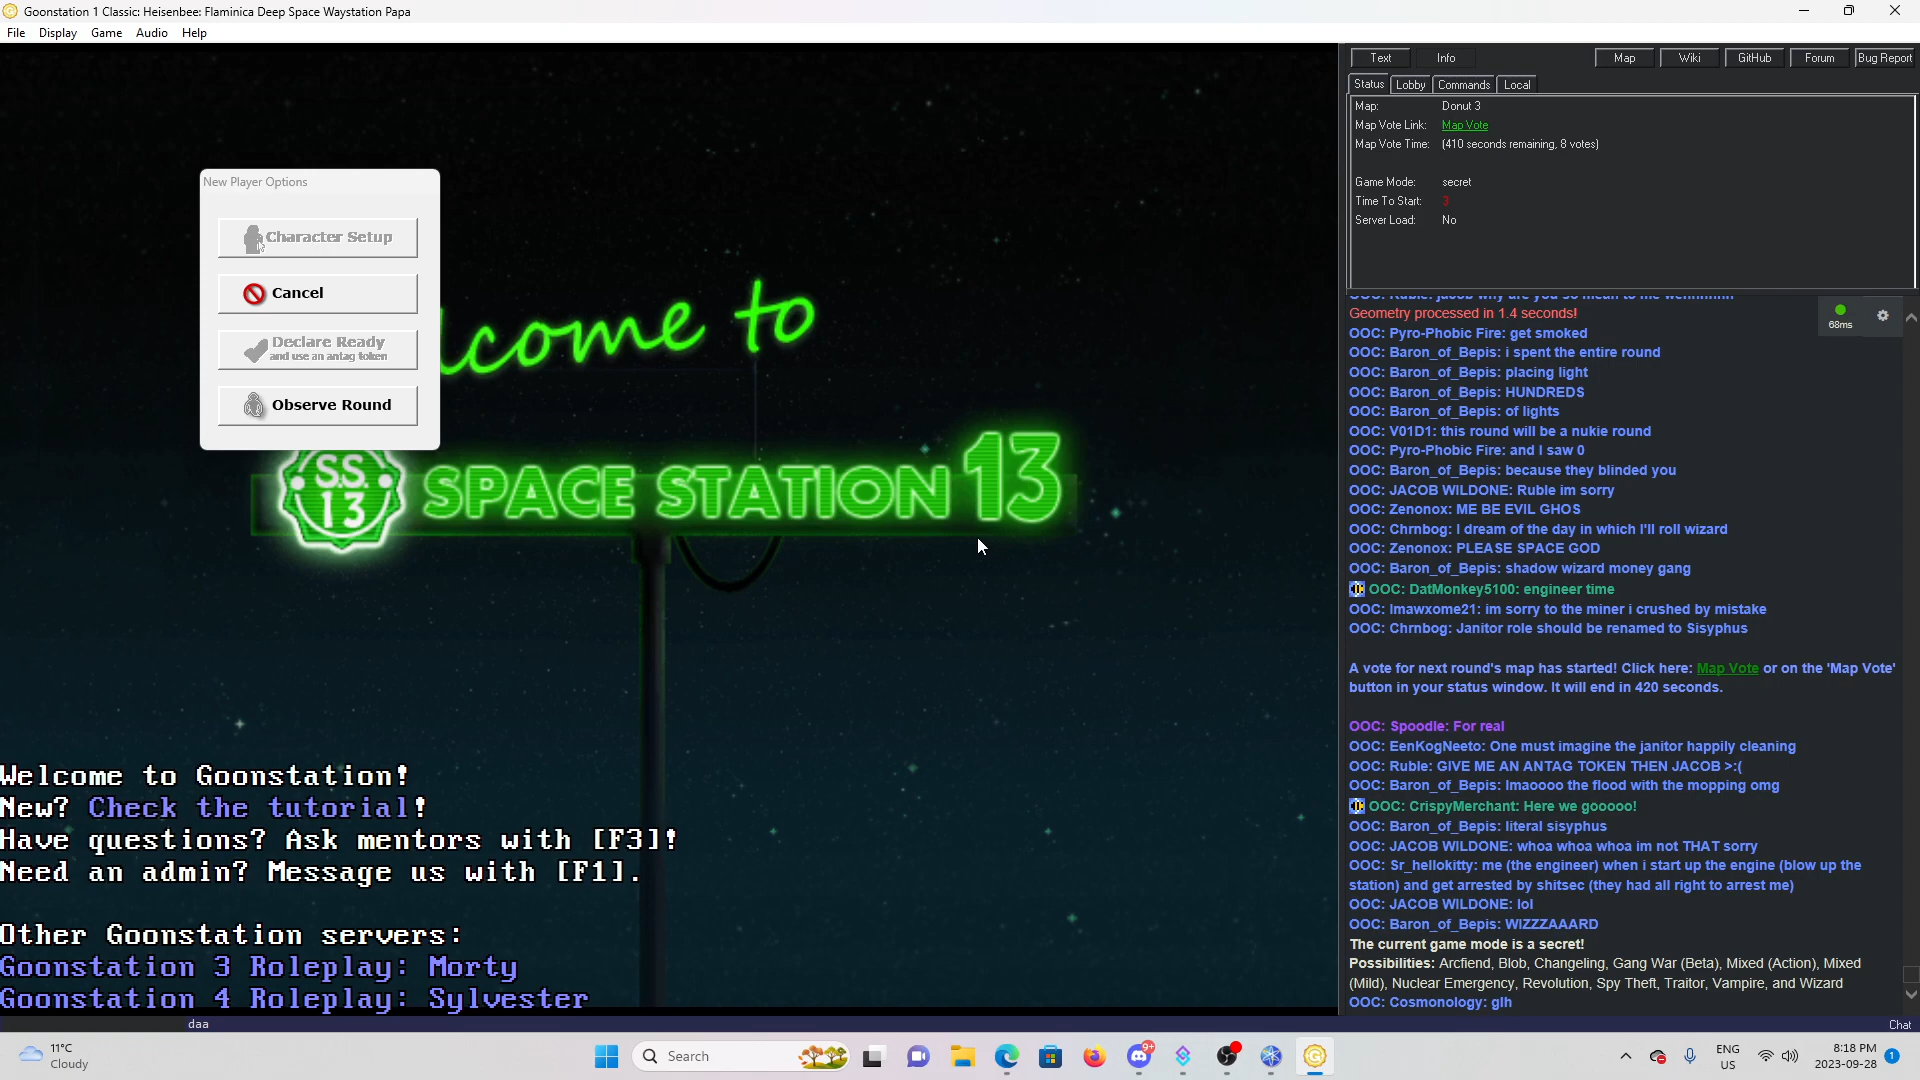 Goonstation 1 Classic: Heisenbee: Flaminica Deep Space Waystation Papa
File Display Game Audio Help
New Player Options
Character Setup
Cancel
Declare Ready
and use an antag token
Observe Round
lcome to
S.S.
13
SPACE STATION 13
Welcome to Goonstation!
New? Check the tutorial!
Have questions? Ask mentors with [F3]!
Need an admin? Message us with [F1].
Other Goonstation servers:
Goonstation 3 Roleplay: Morty
Goonstation 4 Roleplay: Sylvester
daa
Text Info Map Wiki GitHub Forum Bug Report
Status Lobby Commands Local
Map: Donut 3
Map Vote Link: Map Vote
Map Vote Time: (410 seconds remaining, 8 votes)
Game Mode: secret
Time To Start: 3
Server Load: No
68ms
OOC: Ruble: jacob why are you so mean to me
Geometry processed in 1.4 seconds!
OOC: Pyro-Phobic Fire: get smoked
OOC: Baron_of_Bepis: i spent the entire round
OOC: Baron_of_Bepis: placing light
OOC: Baron_of_Bepis: HUNDREDS
OOC: Baron_of_Bepis: of lights
OOC: V01D1: this round will be a nukie round
OOC: Pyro-Phobic Fire: and I saw 0
OOC: Baron_of_Bepis: because they blinded you
OOC: JACOB WILDONE: Ruble im sorry
OOC: Zenonox: ME BE EVIL GHOS
OOC: Chrnbog: I dream of the day in which I'll roll wizard
OOC: Zenonox: PLEASE SPACE GOD
OOC: Baron_of_Bepis: shadow wizard money gang
OOC: DatMonkey5100: engineer time
OOC: Imawxome21: im sorry to the miner i crushed by mistake
OOC: Chrnbog: Janitor role should be renamed to Sisyphus
A vote for next round's map has started! Click here: Map Vote or on the 'Map Vote'
button in your status window. It will end in 420 seconds.
OOC: Spoodle: For real
OOC: EenKogNeeto: One must imagine the janitor happily cleaning
OOC: Ruble: GIVE ME AN ANTAG TOKEN THEN JACOB >:(
OOC: Baron_of_Bepis: lmaoooo the flood with the mopping omg
OOC: CrispyMerchant: Here we gooooo!
OOC: Baron_of_Bepis: literal sisyphus
OOC: JACOB WILDONE: whoa whoa whoa im not THAT sorry
OOC: Sr_hellokitty: me (the engineer) when i start up the engine (blow up the
station) and get arrested by shitsec (they had all right to arrest me)
OOC: JACOB WILDONE: lol
OOC: Baron_of_Bepis: WIZZZAAARD
The current game mode is a secret!
Possibilities: Arcfiend, Blob, Changeling, Gang War (Beta), Mixed (Action), Mixed
(Mild), Nuclear Emergency, Revolution, Spy Theft, Traitor, Vampire, and Wizard
OOC: Cosmonology: glh
Chat
11°C
Cloudy
Search
9+
ENG
US
8:18 PM
2023-09-28
1